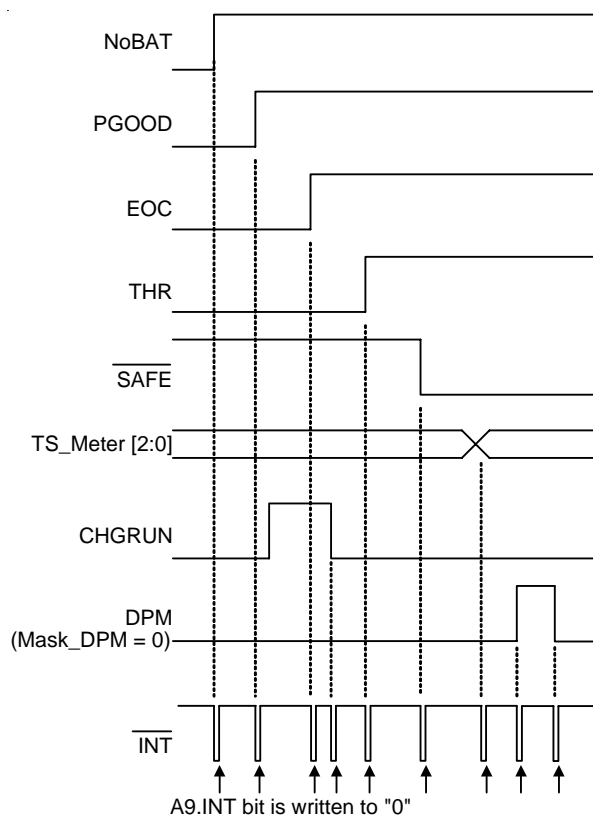 NoBAT
PGOOD
EOC
THR
SAFE
TS_Meter [2:0]
CHGRUN
DPM
(Mask_DPM = 0)
INT
A9.INT bit is written to "0"